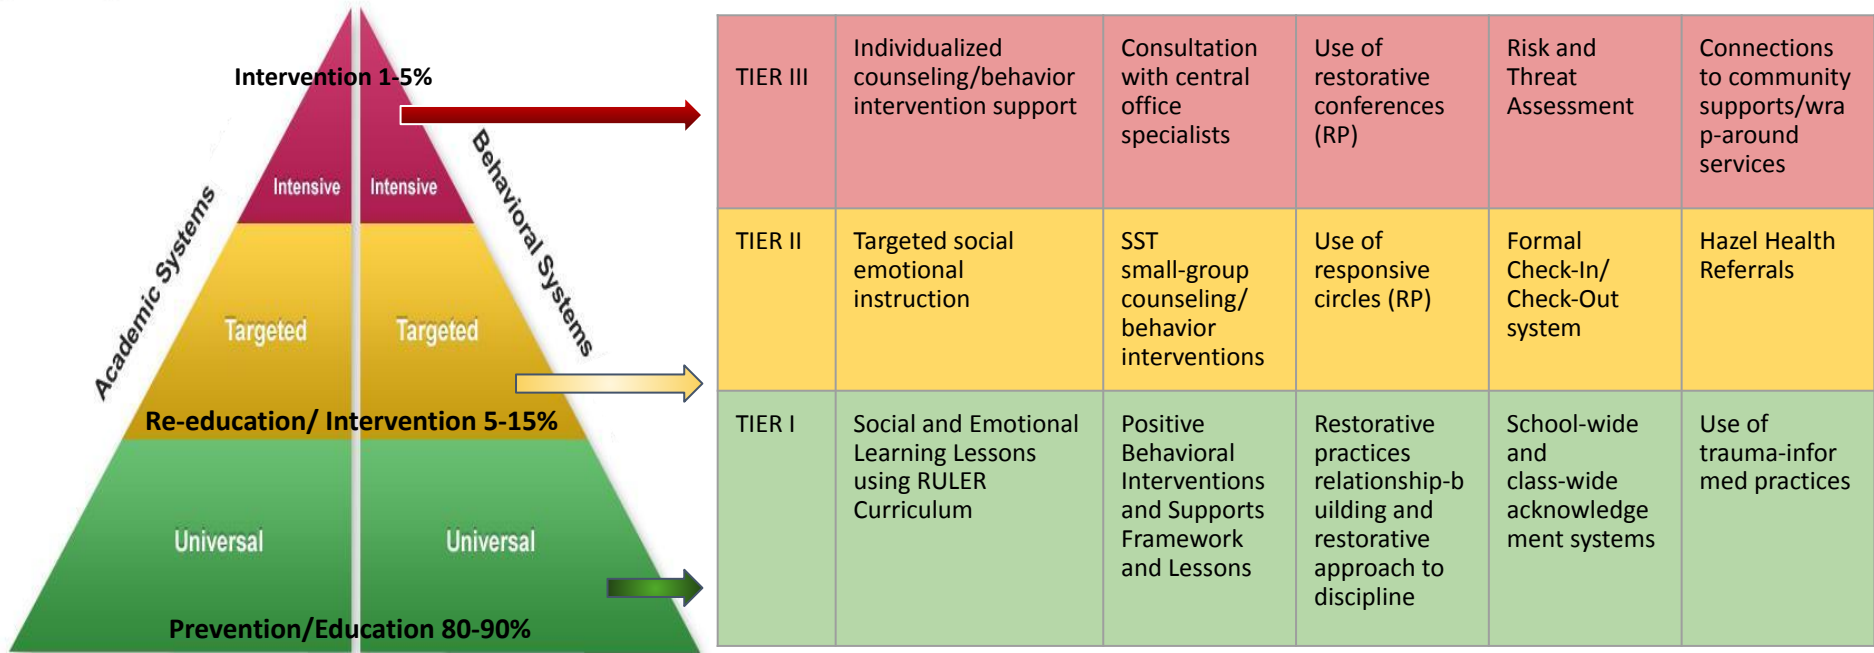 Intervention 1-5%
Intensive
Intensive
Academic Systems
Behavioral Systems
Targeted
Targeted
Re-education/ Intervention 5-15%
Universal
Universal
Prevention/Education 80-90%
TIER III
Individualized
counseling/behavior
intervention support
Consultation
with central
office
specialists
Use of
restorative
conferences
(RP)
Risk and
Threat
Assessment
Connections
to community
supports/wra
p-around
services
TIER II
Targeted social
emotional
instruction
SST
small-group
counseling/
behavior
interventions
Use of
responsive
circles (RP)
Formal
Check-In/
Check-Out
system
Hazel Health
Referrals
TIER I
Social and Emotional
Learning Lessons
using RULER
Curriculum
Positive
Behavioral
Interventions
and Supports
Framework
and Lessons
Restorative
practices
relationship-b
uilding and
restorative
approach to
discipline
School-wide
and
class-wide
acknowledge
ment systems
Use of
trauma-infor
med practices